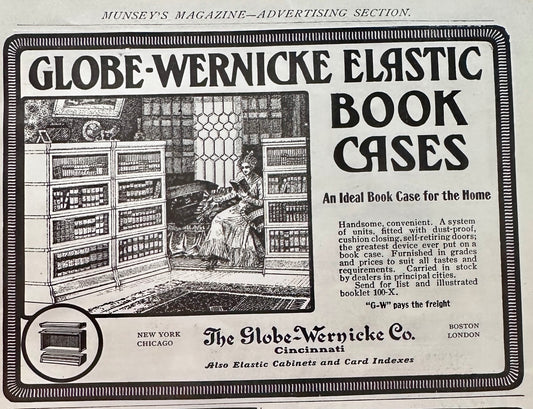 MUNSEY'S MAGAZINE—ADVERTISING SECTION.
GLOBE-WERNICKE ELASTIC
BOOK
CASES
An Ideal Book Case for the Home
Handsome, convenient. A system
of units, fitted with dust-proof,
cushion closing, self-retiring doors;
the greatest device ever put on a
book case. Furnished in grades
and prices to suit all tastes and
requirements. Carried in stock
by dealers in principal cities.
Send for list and illustrated
booklet 100-X.
"G-W" pays the freight
NEW YORK
CHICAGO
The Globe-Wernicke Co.
Cincinnati
BOSTON
LONDON
Also Elastic Cabinets and Card Indexes